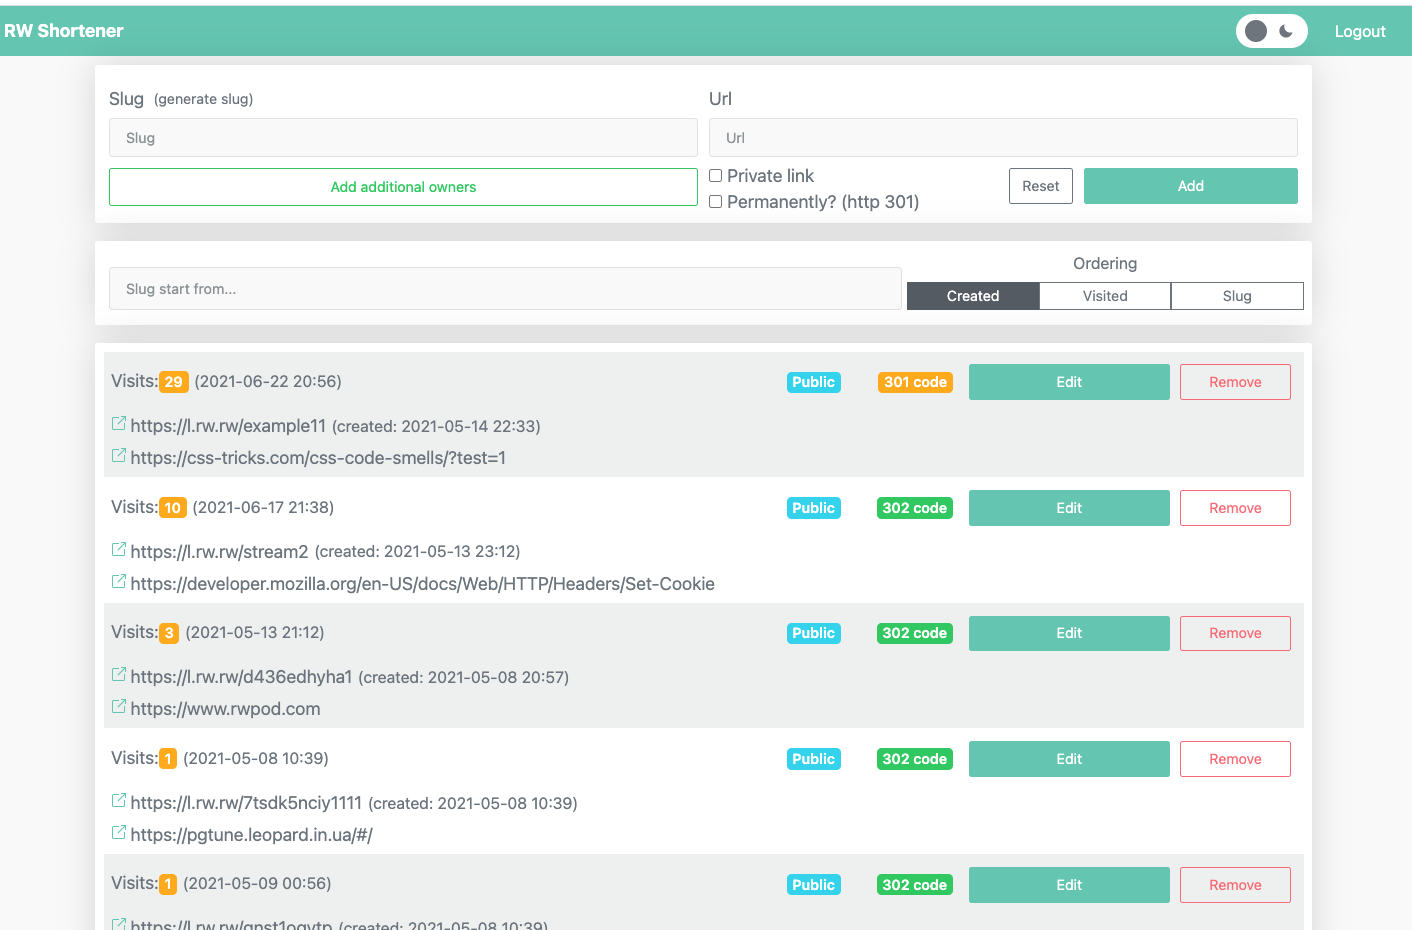 RW Shortener
Logout
Slug (generate slug)
Url
Slug
Url
Add additional owners
Private link
Permanently? (http 301)
Reset
Add
Slug start from...
Ordering
Created
Visited
Slug
Visits: 29 (2021-06-22 20:56)
Public
301 code
Edit
Remove
https://l.rw.rw/example11 (created: 2021-05-14 22:33)
https://css-tricks.com/css-code-smells/?test=1
Visits: 10 (2021-06-17 21:38)
Public
302 code
Edit
Remove
https://l.rw.rw/stream2 (created: 2021-05-13 23:12)
https://developer.mozilla.org/en-US/docs/Web/HTTP/Headers/Set-Cookie
Visits: 3 (2021-05-13 21:12)
Public
302 code
Edit
Remove
https://l.rw.rw/d436edhyha1 (created: 2021-05-08 20:57)
https://www.rwpod.com
Visits: 1 (2021-05-08 10:39)
Public
302 code
Edit
Remove
https://l.rw.rw/7tsdk5nciy1111 (created: 2021-05-08 10:39)
https://pgtune.leopard.in.ua/#/
Visits: 1 (2021-05-09 00:56)
Public
302 code
Edit
Remove
(created: 2021-05-08 10:39)